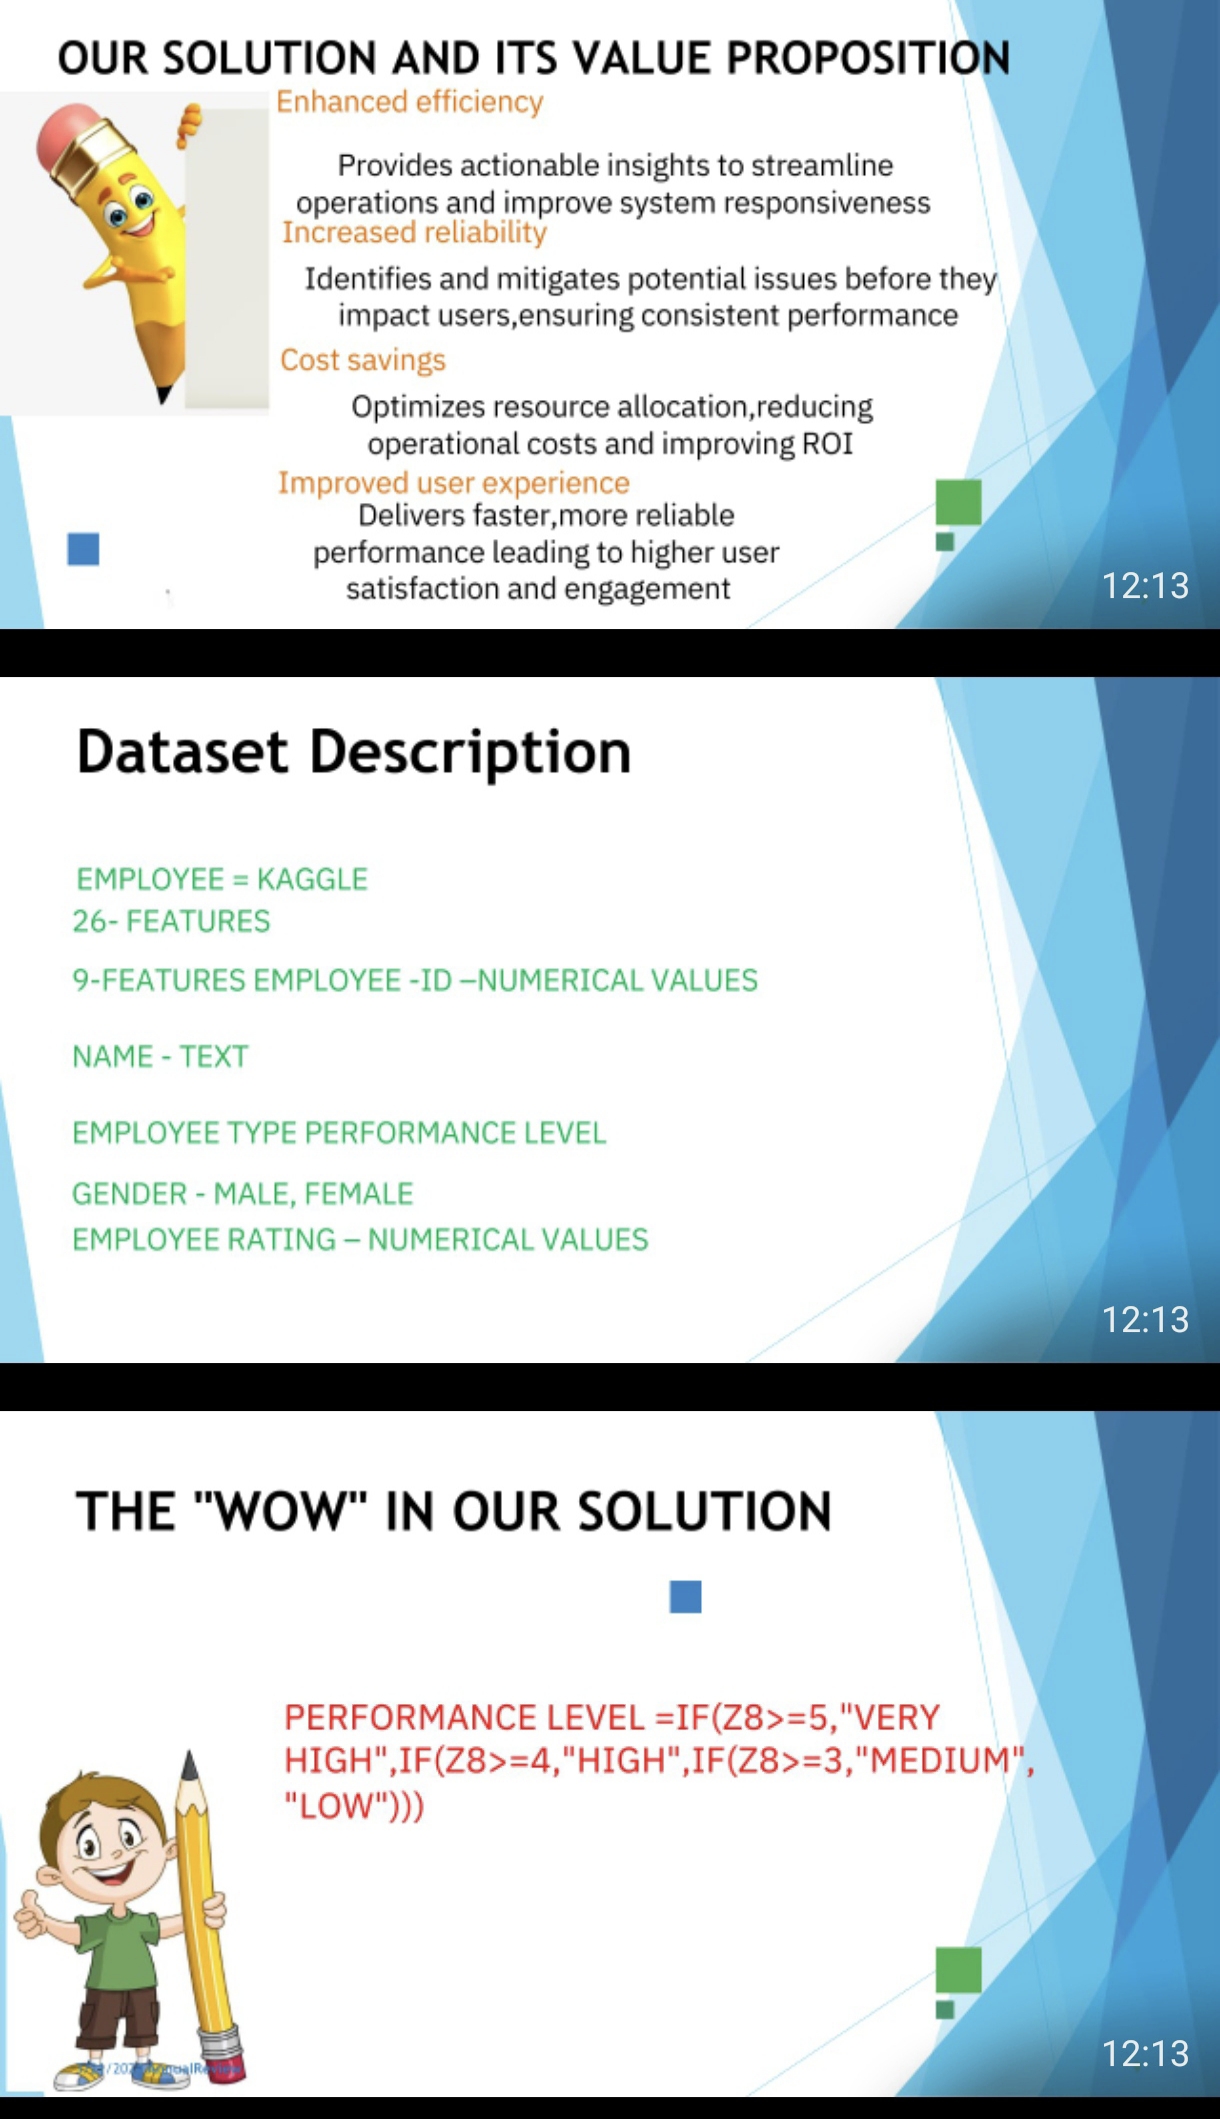 OUR SOLUTION AND ITS VALUE PROPOSITION
Enhanced efficiency
Provides actionable insights to streamline
operations and improve system responsiveness
Increased reliability
Identifies and mitigates potential issues before they
impact users,ensuring consistent performance
Cost savings
Optimizes resource allocation,reducing
operational costs and improving ROI
Improved user experience
Delivers faster,more reliable
performance leading to higher user
satisfaction and engagement
12:13
Dataset Description
EMPLOYEE = KAGGLE
26- FEATURES
9-FEATURES EMPLOYEE -ID –NUMERICAL VALUES
NAME - TEXT
EMPLOYEE TYPE PERFORMANCE LEVEL
GENDER - MALE, FEMALE
EMPLOYEE RATING – NUMERICAL VALUES
12:13
THE "WOW" IN OUR SOLUTION
PERFORMANCE LEVEL =IF(Z8>=5,"VERY
HIGH",IF(Z8>=4,"HIGH",IF(Z8>=3,"MEDIUM",
"LOW")))
12:13